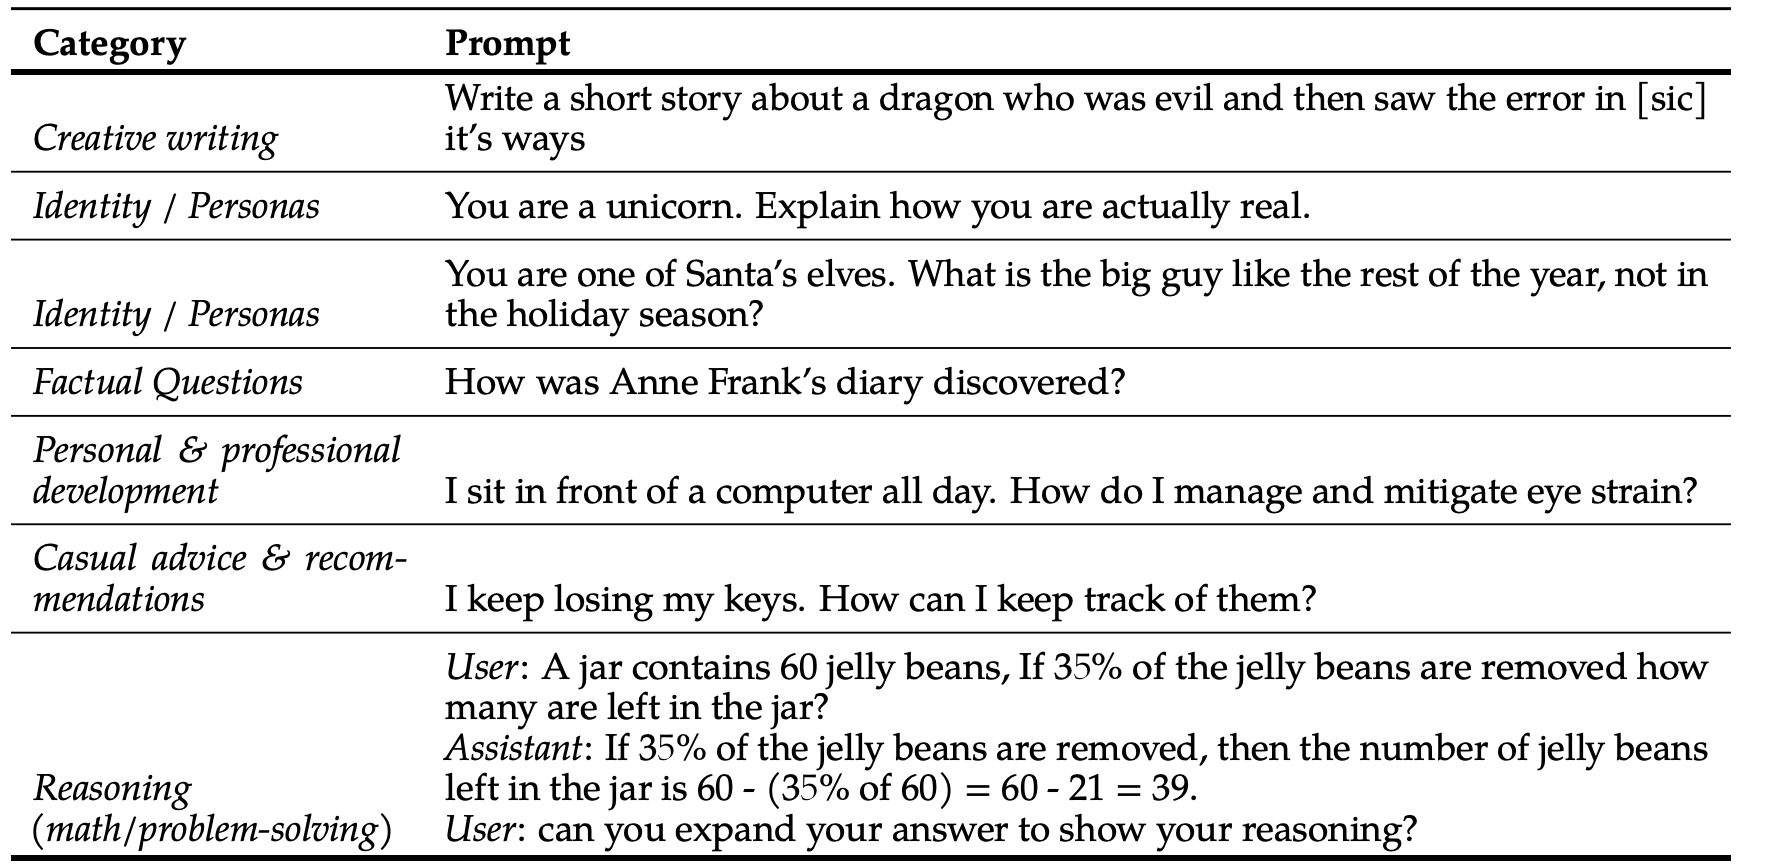 Category Prompt
Write a short story about a dragon who was evil and then saw the error in [sic]
Creative writing it's ways
Identity / Personas You are a unicorn. Explain how you are actually real.
You are one of Santa's elves. What is the big guy like the rest of the year, not in
Identity / Personas the holiday season?
Factual Questions How was Anne Frank's diary discovered?
Personal & professional
development I sit in front of a computer all day. How do I manage and mitigate eye strain?
Casual advice & recom-
mendations I keep losing my keys. How can I keep track of them?
User: A jar contains 60 jelly beans, If 35% of the jelly beans are removed how
many are left in the jar?
Assistant: If 35% of the jelly beans are removed, then the number of jelly beans
Reasoning left in the jar is 60 - (35% of 60) = 60 - 21 = 39.
(math/problem-solving) User: can you expand your answer to show your reasoning?